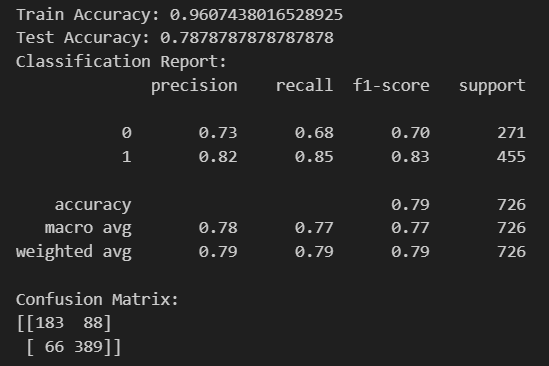 Train Accuracy: 0.9607438016528925
Test Accuracy: 0.7878787878787878
Classification Report:
              precision    recall  f1-score   support

           0       0.73      0.68      0.70       271
           1       0.82      0.85      0.83       455

    accuracy                           0.79       726
   macro avg       0.78      0.77      0.77       726
weighted avg       0.79      0.79      0.79       726

Confusion Matrix:
[[183  88]
 [ 66 389]]